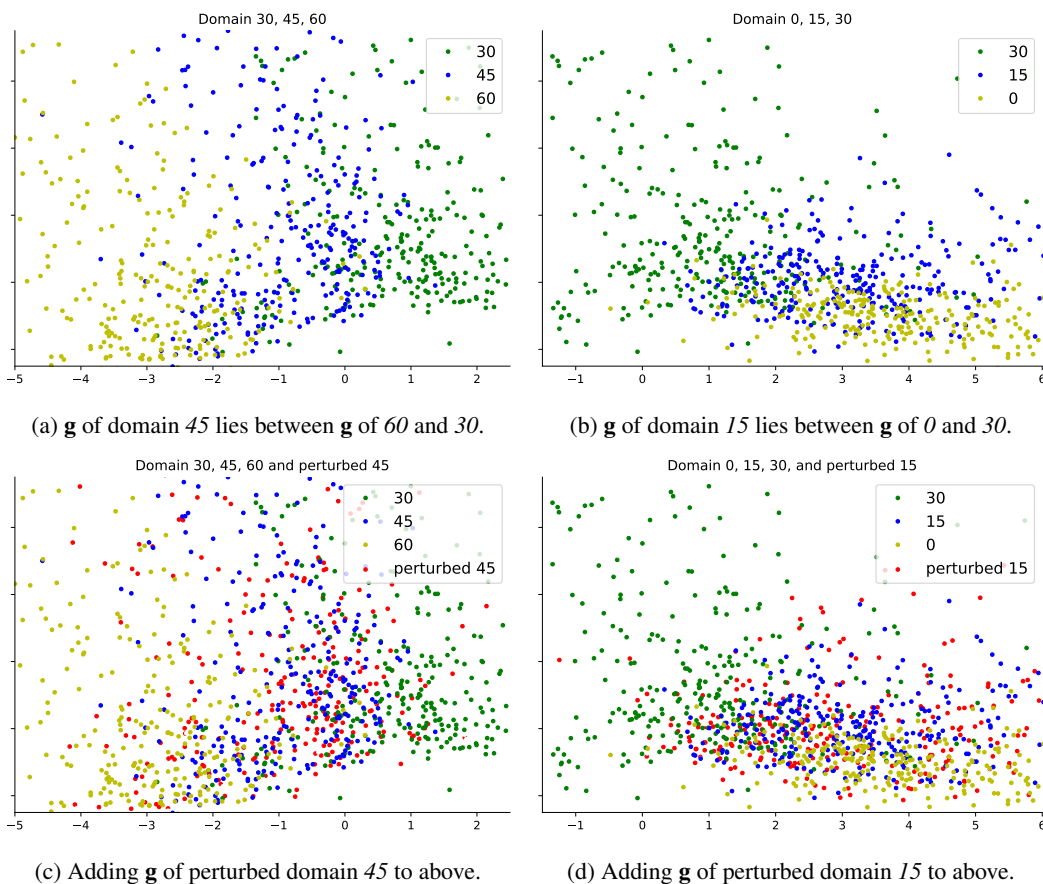 Domain 30, 45, 60
30
45
60
−5 −4 −3 −2 −1 0 1 2
(a) g of domain 45 lies between g of 60 and 30.
Domain 0, 15, 30
30
15
0
−1 0 1 2 3 4 5 6
(b) g of domain 15 lies between g of 0 and 30.
Domain 30, 45, 60 and perturbed 45
30
45
60
perturbed 45
−5 −4 −3 −2 −1 0 1 2
(c) Adding g of perturbed domain 45 to above.
Domain 0, 15, 30, and perturbed 15
30
15
0
perturbed 15
−1 0 1 2 3 4 5 6
(d) Adding g of perturbed domain 15 to above.